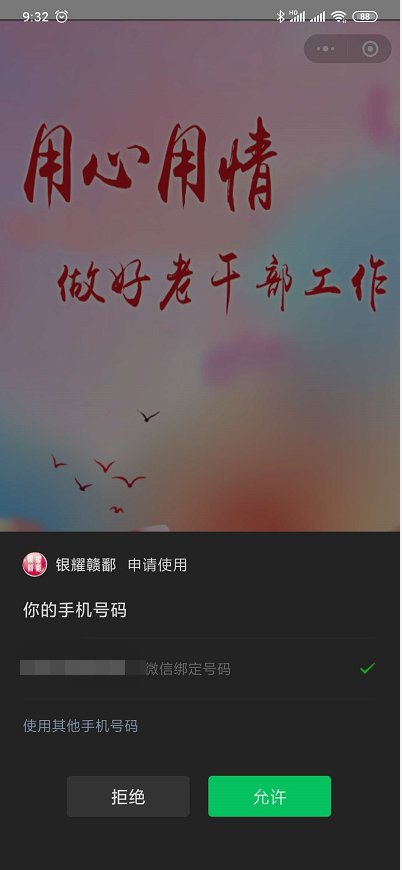 9:32
HD
88
用心用情
做好老干部工作
银耀赣鄱 申请使用
你的手机号码
微信绑定号码
使用其他手机号码
拒绝
允许